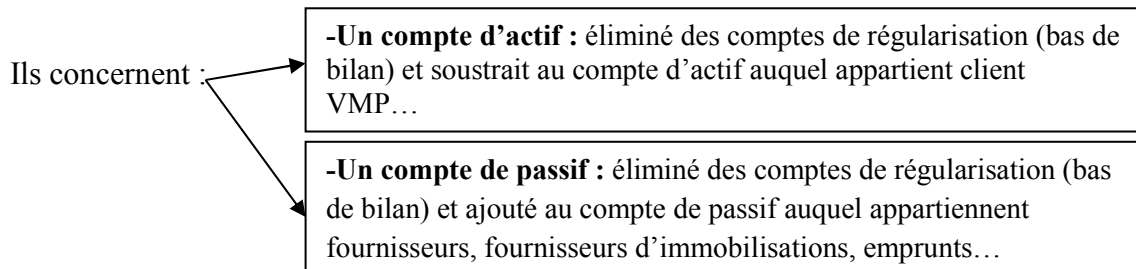 -Un compte d'actif : éliminé des comptes de régularisation (bas de
bilan) et soustrait au compte d'actif auquel appartient client
VMP…
Ils concernent :
-Un compte de passif : éliminé des comptes de régularisation (bas
de bilan) et ajouté au compte de passif auquel appartiennent
fournisseurs, fournisseurs d'immobilisations, emprunts…